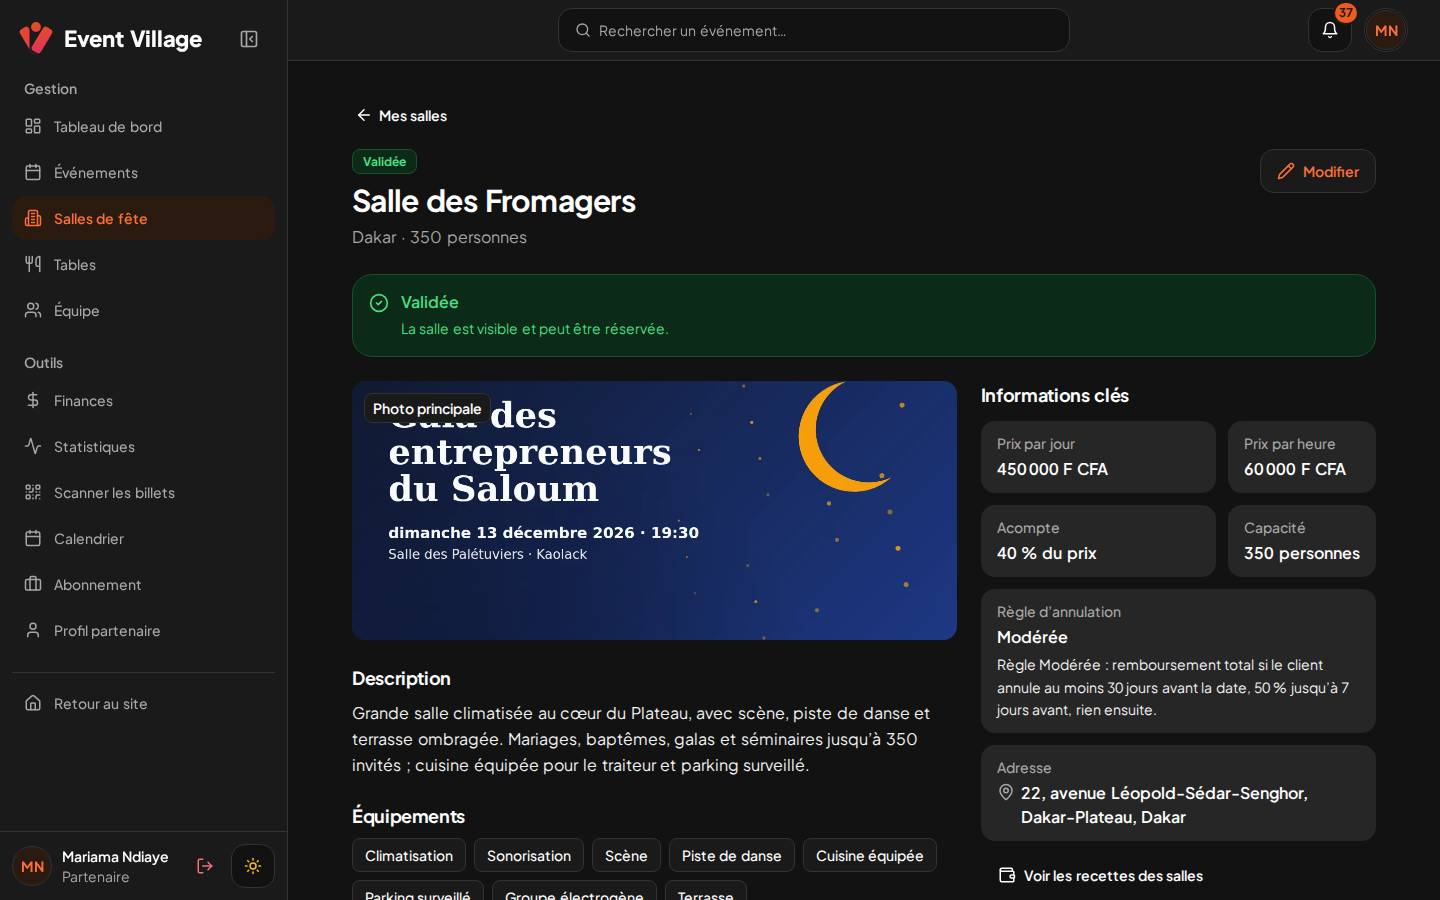 Event Village
Rechercher un événement...
37
MN
Gestion
Tableau de bord
Événements
Salles de fête
Tables
Équipe
Outils
Finances
Statistiques
Scanner les billets
Calendrier
Abonnement
Profil partenaire
Retour au site
MN
Mariama Ndiaye
Partenaire
Mes salles
Validée
Modifier
Salle des Fromagers
Dakar · 350 personnes
Validée
La salle est visible et peut être réservée.
Photo principale
des
entrepreneurs
du Saloum
dimanche 13 décembre 2026 · 19:30
Salle des Palétuviers · Kaolack
Description
Grande salle climatisée au cœur du Plateau, avec scène, piste de danse et
terrasse ombragée. Mariages, baptêmes, galas et séminaires jusqu’à 350
invités ; cuisine équipée pour le traiteur et parking surveillé.
Équipements
Climatisation
Sonorisation
Scène
Piste de danse
Cuisine équipée
Parking surveillé
Groupe électrogène
Terrasse
Informations clés
Prix par jour
450 000 F CFA
Prix par heure
60 000 F CFA
Acompte
40 % du prix
Capacité
350 personnes
Règle d’annulation
Modérée
Règle Modérée : remboursement total si le client
annule au moins 30 jours avant la date, 50 % jusqu’à 7
jours avant, rien ensuite.
Adresse
22, avenue Léopold-Sédar-Senghor,
Dakar-Plateau, Dakar
Voir les recettes des salles